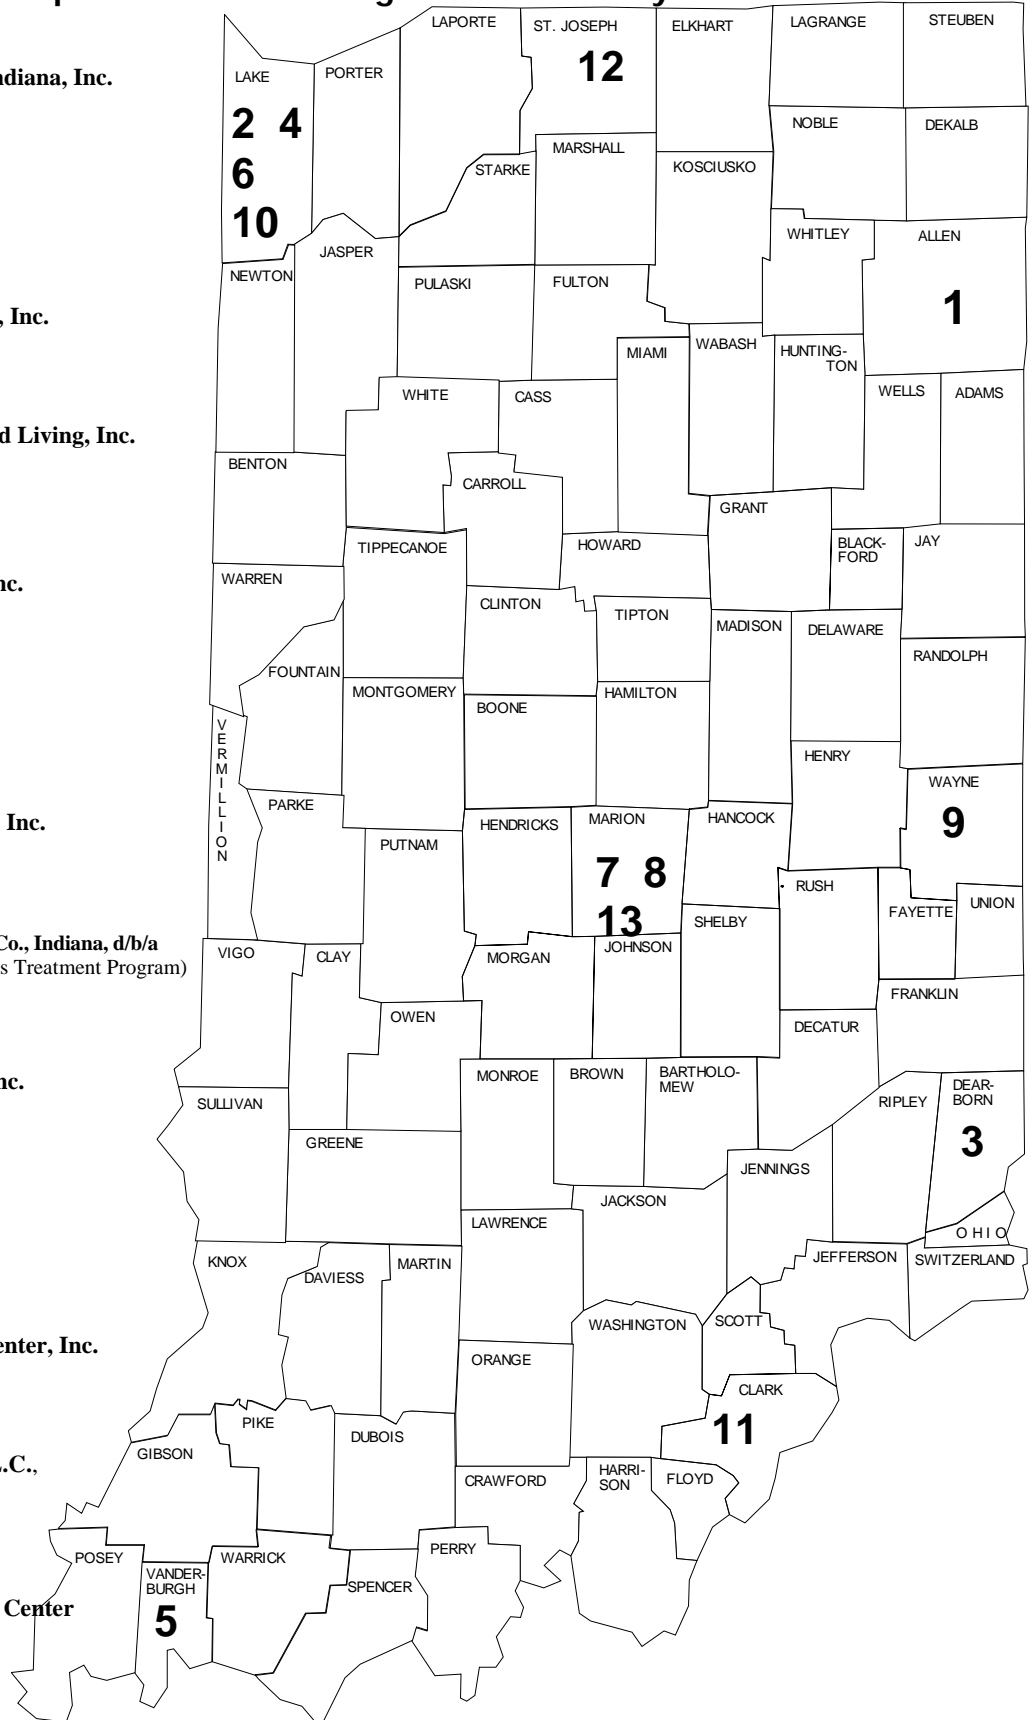 LAPORTE
ST. JOSEPH
ELKHART
LAGRANGE
STEUBEN
12
ndiana, Inc.
LAKE
PORTER
2 4
6
10
NOBLE
DEKALB
MARSHALL
STARKE
KOSCIUSKO
WHITLEY
ALLEN
1
JASPER
NEWTON
PULASKI
FULTON
, Inc.
MIAMI
WABASH
HUNTING-
TON
WHITE
CASS
WELLS
ADAMS
d Living, Inc.
BENTON
CARROLL
GRANT
TIPPECANOE
HOWARD
BLACK-
FORD
JAY
nc.
WARREN
CLINTON
TIPTON
MADISON
DELAWARE
RANDOLPH
FOUNTAIN
MONTGOMERY
BOONE
HAMILTON
VERMILLION
HENRY
WAYNE
9
PARKE
Inc.
HENDRICKS
MARION
HANCOCK
7 8
13
PUTNAM
RUSH
FAYETTE
UNION
SHELBY
Co., Indiana, d/b/a
s Treatment Program)
VIGO
CLAY
MORGAN
JOHNSON
FRANKLIN
OWEN
DECATUR
nc.
MONROE
BROWN
BARTHOLO-
MEW
DEAR-
BORN
3
SULLIVAN
RIPLEY
GREENE
JENNINGS
JACKSON
LAWRENCE
OHIO
KNOX
DAVIESS
MARTIN
JEFFERSON
SWITZERLAND
WASHINGTON
SCOTT
enter, Inc.
ORANGE
CLARK
11
PIKE
DUBOIS
GIBSON
L.C.,
CRAWFORD
HARRI-
SON
FLOYD
POSEY
WARRICK
PERRY
VANDER-
BURGH
5
SPENCER
Center